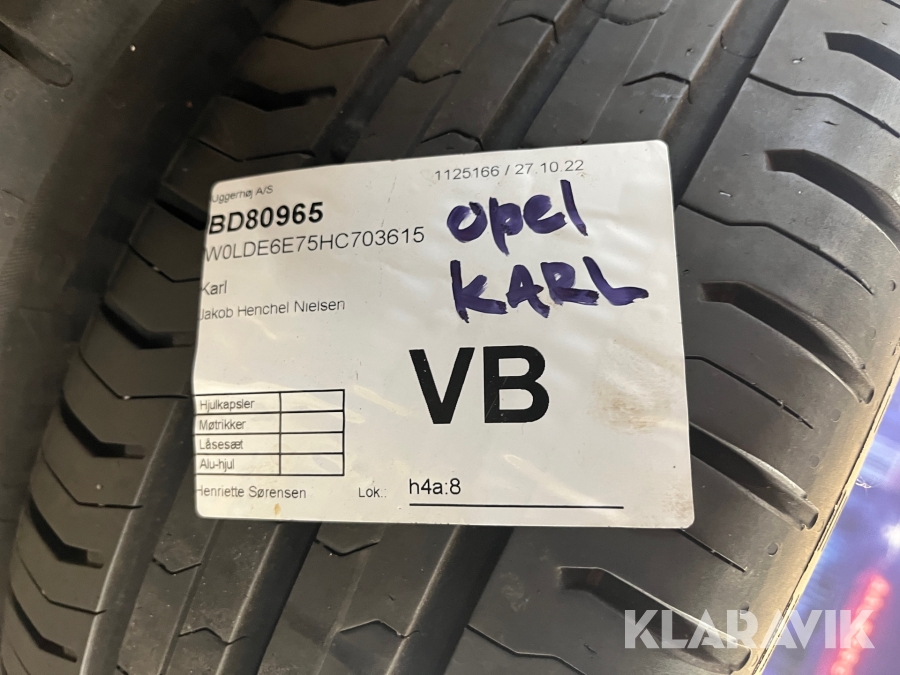 Uggerhøj A/S
1125166 / 27.10.22
BD80965
W0LDE6E75HC703615
Opel
KARL
Karl
Jakob Henchel Nielsen
VB
Hjulkapsler
Møtrikker
Låsesæt
Alu-hjul
Henriette Sørensen
Lok.: h4a:8
KLARAVIK